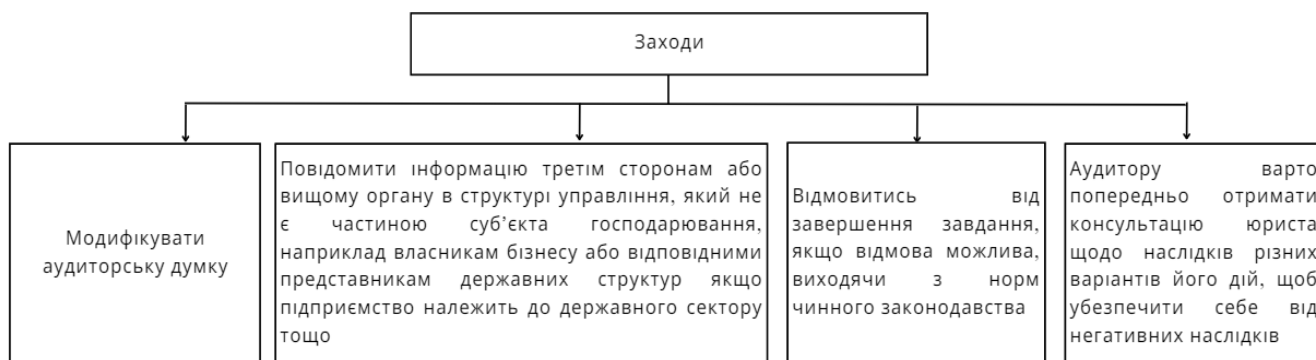 Заходи
Модифікувати
аудиторську думку
Повідомити інформацію третім сторонам або
вищому органу в структурі управління, який не
є частиною суб’єкта господарювання,
наприклад власникам бізнесу або відповідними
представникам державних структур якщо
підприємство належить до державного сектору
тощо
Відмовитись від
завершення завдання,
якщо відмова можлива,
виходячи з норм
чинного законодавства
Аудитору варто
попередньо отримати
консультацію юриста
щодо наслідків різних
варіантів його дій, щоб
убезпечити себе від
негативних наслідків